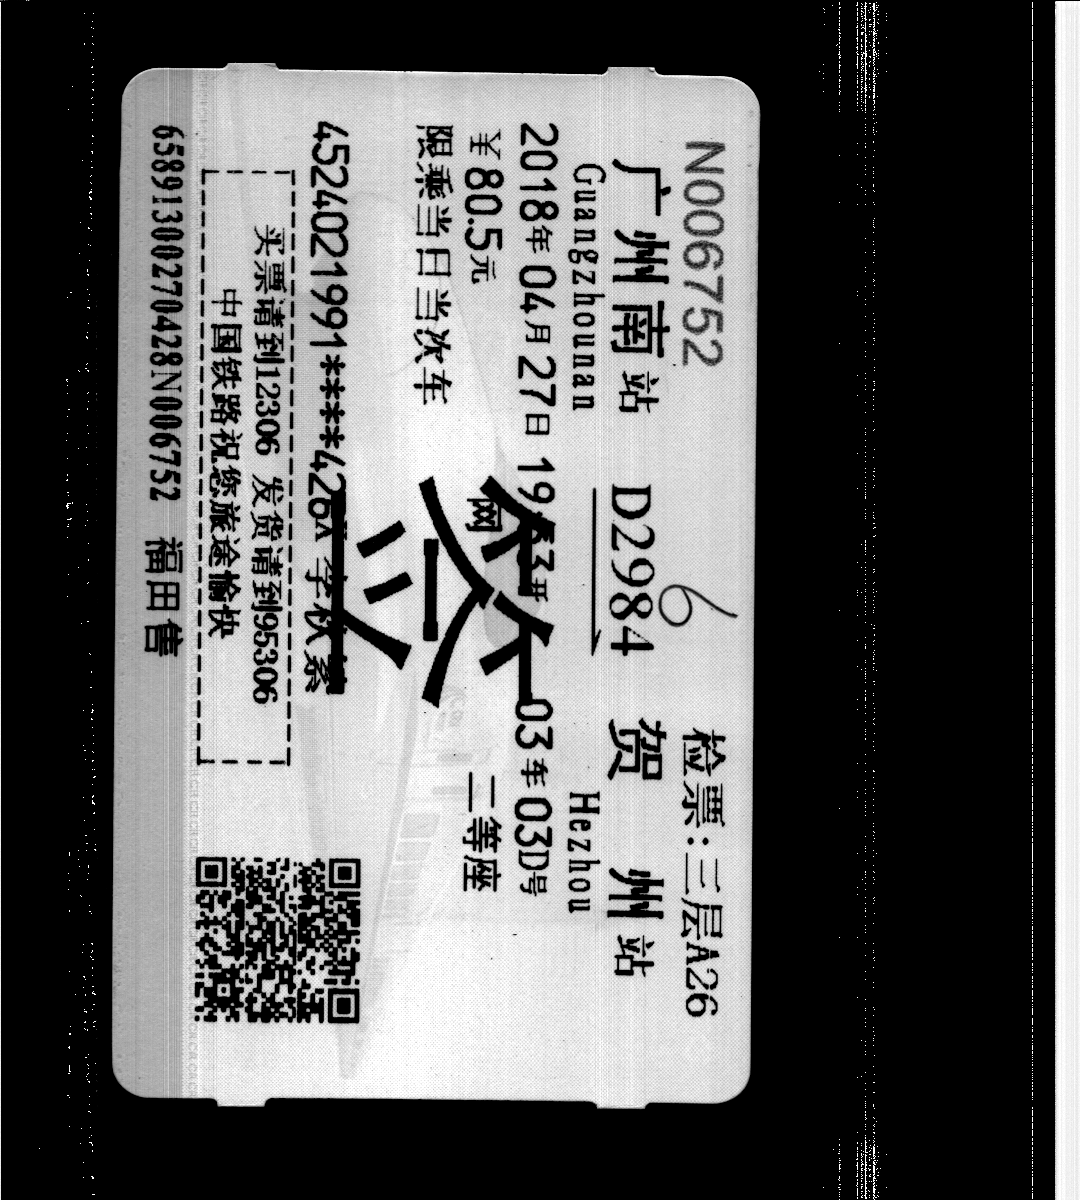 N006752 检票:三层A26
6
广州南站 D2984 贺州站
Guangzhounan Hezhou
2018年04月27日 开 03车03D号
¥80.5元 网 二等座
签
限乘当日当次车
4524021991****426X
买票请到12306 发货请到95306
中国铁路祝您旅途愉快
65891300270428N006752 福田售